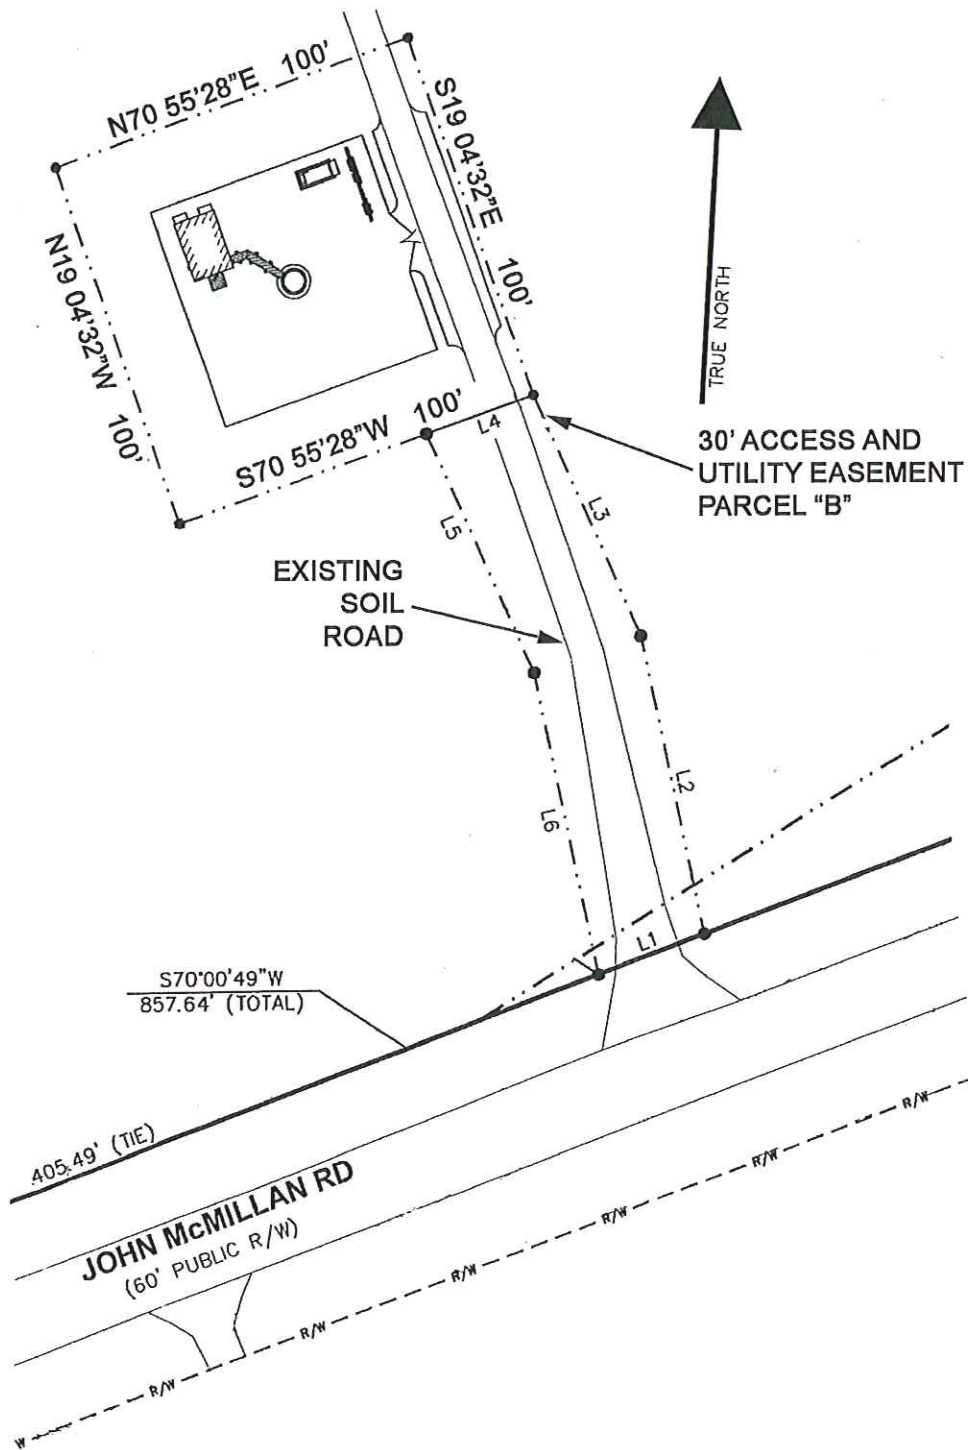 N70 55'28"E 100'
S19 04'32"E 100'
N19 04'32"W 100'
S70 55'28"W 100'
TRUE NORTH
L4
30' ACCESS AND
UTILITY EASEMENT
PARCEL “B”
L3
L5
EXISTING
SOIL
ROAD
L2
L6
L1
S70°00'49"W
857.64' (TOTAL)
405.49' (TIE)
JOHN McMILLAN RD
(60' PUBLIC R/W)
R/W
R/W
R/W
R/W
R/W
R/W
W